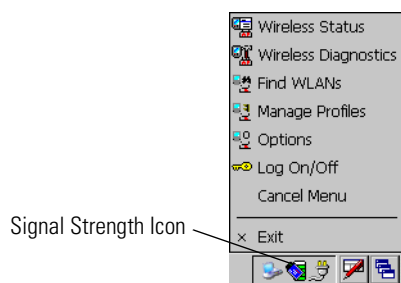 Wireless Status
Wireless Diagnostics
Find WLANs
Manage Profiles
Options
Log On/Off
Cancel Menu
Signal Strength Icon
Exit